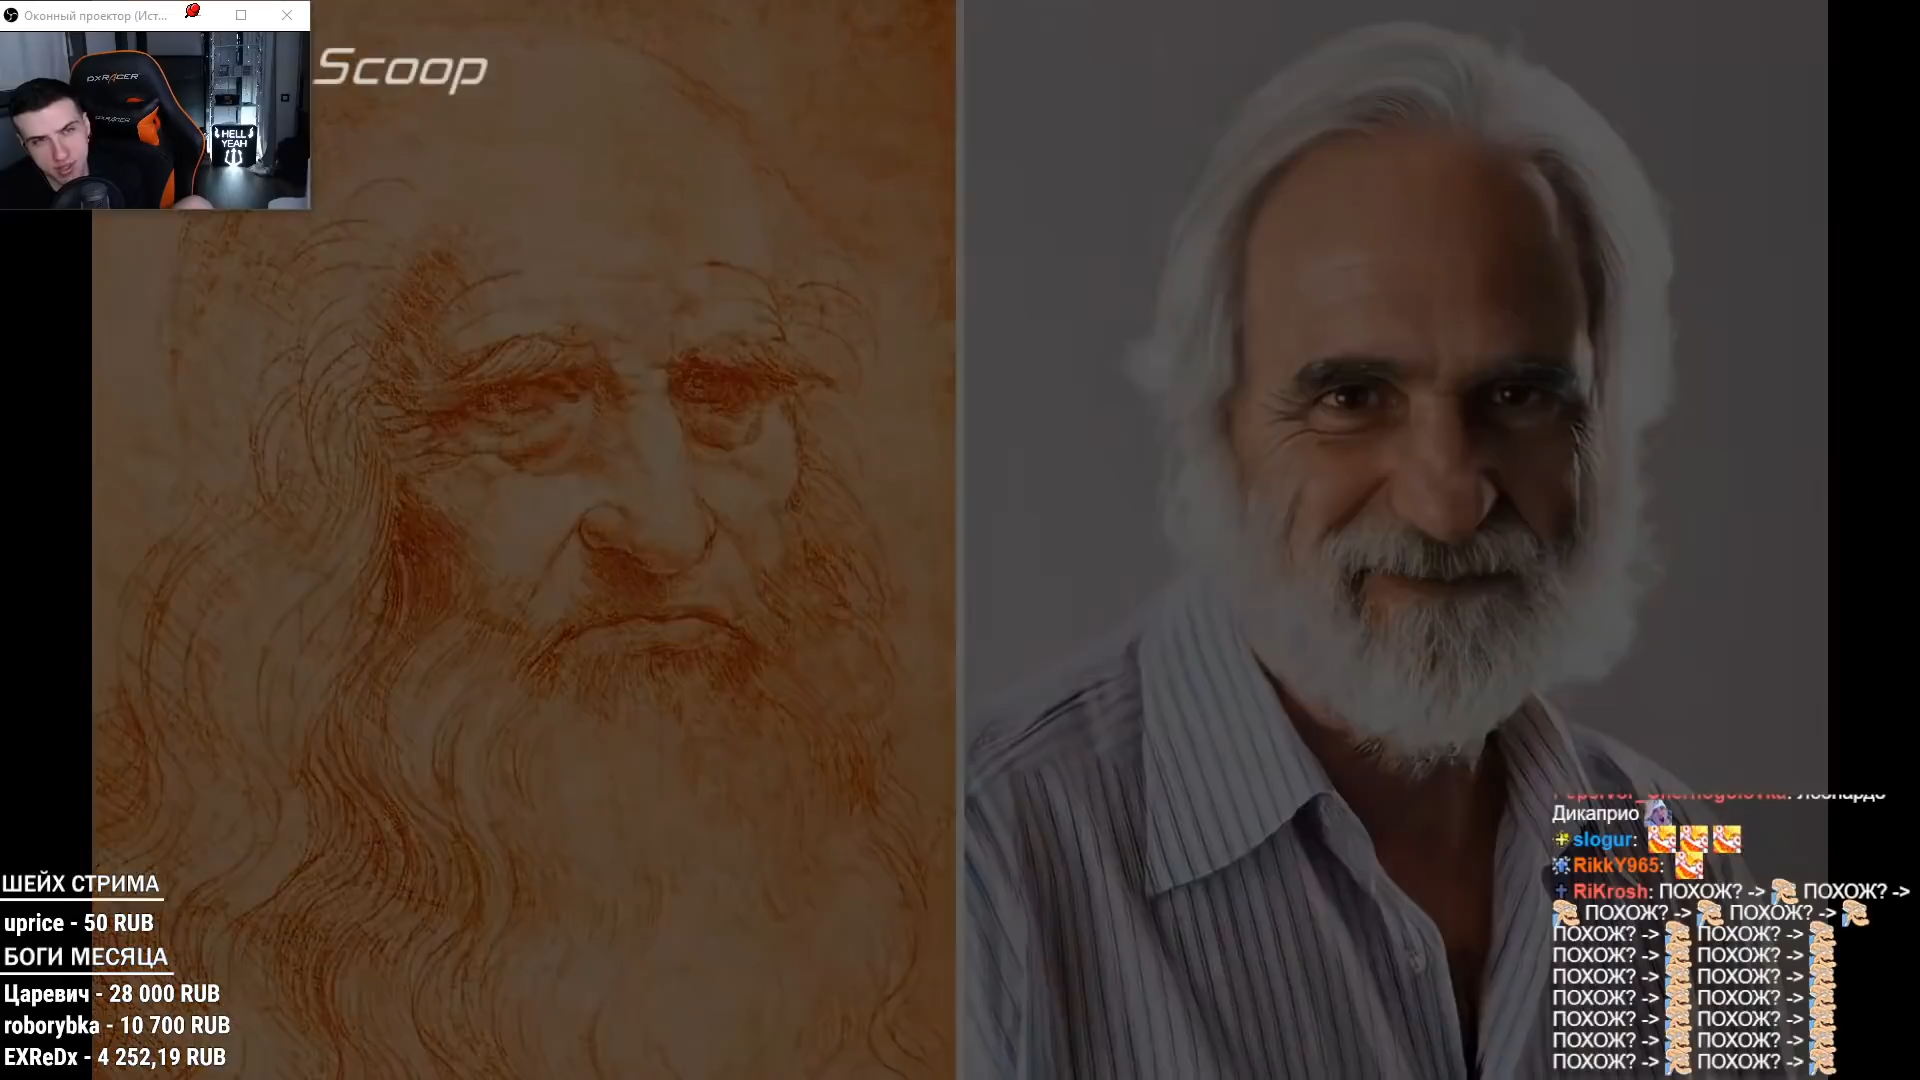 Оконный проектор (Ист...
DXRACER
HELL
YEAH
Scoop
ШЕЙХ СТРИМА
uprice - 50 RUB
БОГИ МЕСЯЦА
Царевич - 28 000 RUB
roborybka - 10 700 RUB
EXReDx - 4 252,19 RUB
Леонардо
Дикаприо
slogur:
RikkY965:
RiKrosh: ПОХОЖ? -> ПОХОЖ? ->
ПОХОЖ? -> ПОХОЖ? ->
ПОХОЖ? -> ПОХОЖ? ->
ПОХОЖ? -> ПОХОЖ? ->
ПОХОЖ? -> ПОХОЖ? ->
ПОХОЖ? -> ПОХОЖ? ->
ПОХОЖ? -> ПОХОЖ? ->
ПОХОЖ? -> ПОХОЖ? ->
ПОХОЖ? -> ПОХОЖ? ->